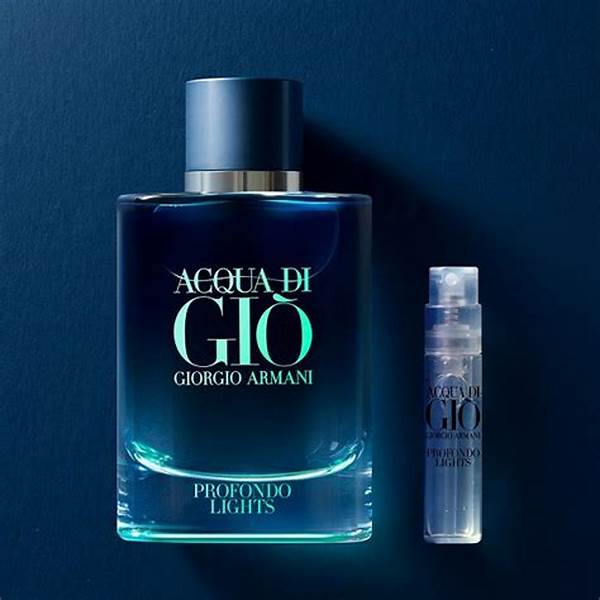 ACQUA DI
GIÒ
GIORGIO ARMANI
PROFONDO
LIGHTS
ACQUA DI
GIÒ
GIORGIO ARMANI
PROFONDO
LIGHTS